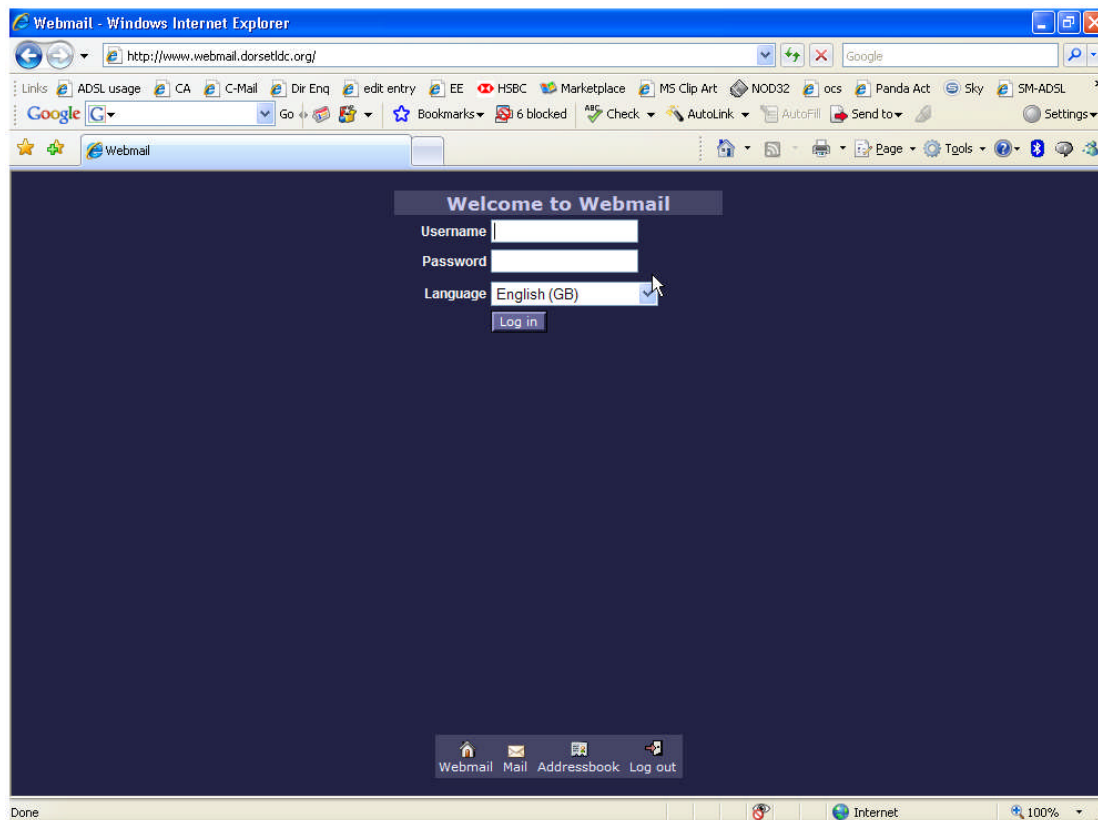 Webmail - Windows Internet Explorer
http://www.webmail.dorsetldc.org/ Google
Links ADSL usage CA C-Mail Dir Enq edit entry EE HSBC Marketplace MS Clip Art NOD32 ocs Panda Act Sky SM-ADSL
Google G Go Bookmarks 6 blocked ABC Check AutoLink AutoFill Send to Settings
Webmail Page Tools
Welcome to Webmail
Username
Password
Language English (GB)
Log in
Webmail Mail Addressbook Log out
Done Internet 100%